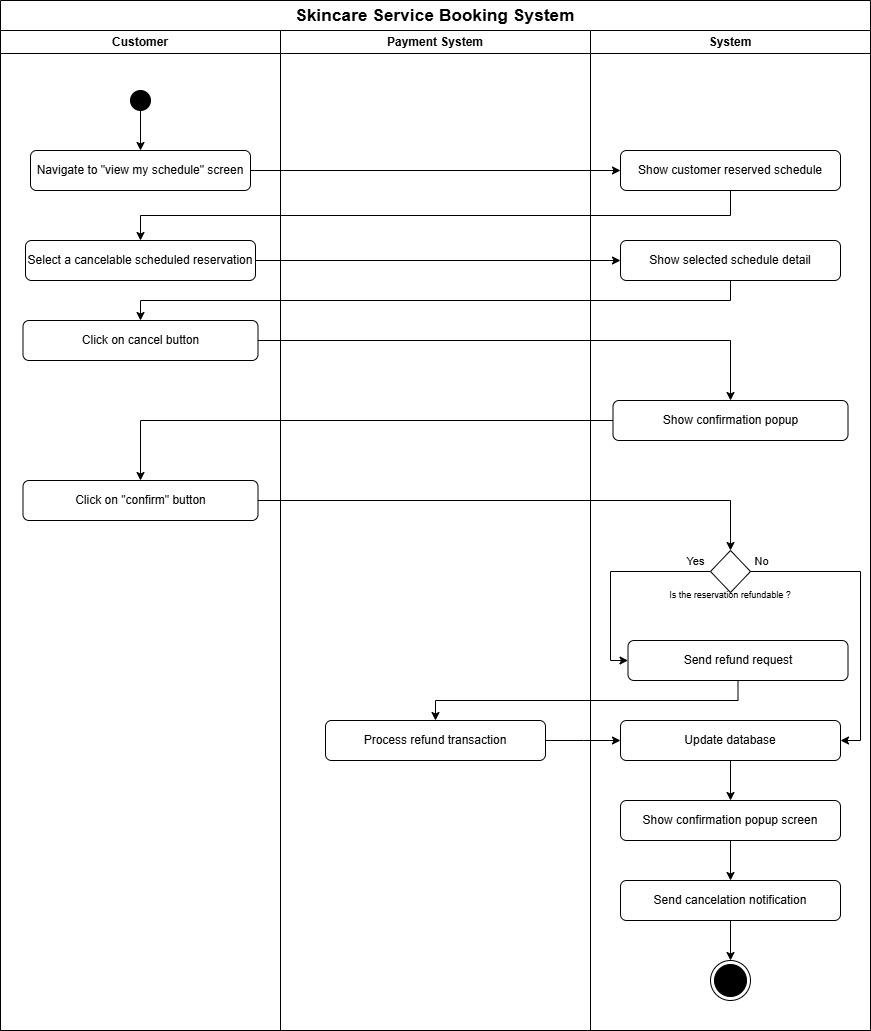 Skincare Service Booking System
Customer
Payment System
System
Navigate to "view my schedule" screen
Show customer reserved schedule
Select a cancelable scheduled reservation
Show selected schedule detail
Click on cancel button
Show confirmation popup
Click on "confirm" button
Yes
No
Is the reservation refundable ?
Send refund request
Process refund transaction
Update database
Show confirmation popup screen
Send cancelation notification